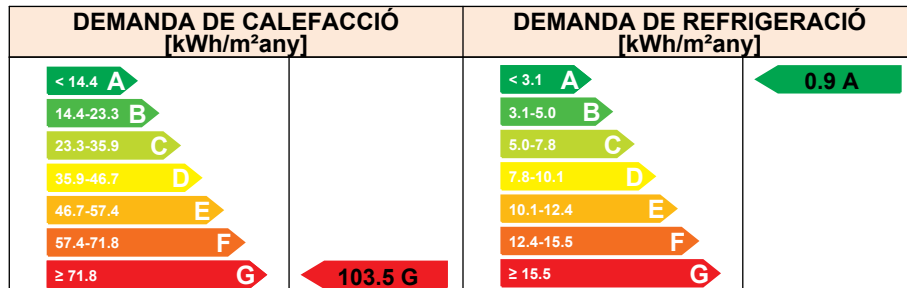 DEMANDA DE CALEFACCIÓ
[kWh/m²any]
< 14.4 A
14.4-23.3 B
23.3-35.9 C
35.9-46.7 D
46.7-57.4 E
57.4-71.8 F
≥ 71.8 G
103.5 G
DEMANDA DE REFRIGERACIÓ
[kWh/m²any]
< 3.1 A
0.9 A
3.1-5.0 B
5.0-7.8 C
7.8-10.1 D
10.1-12.4 E
12.4-15.5 F
≥ 15.5 G